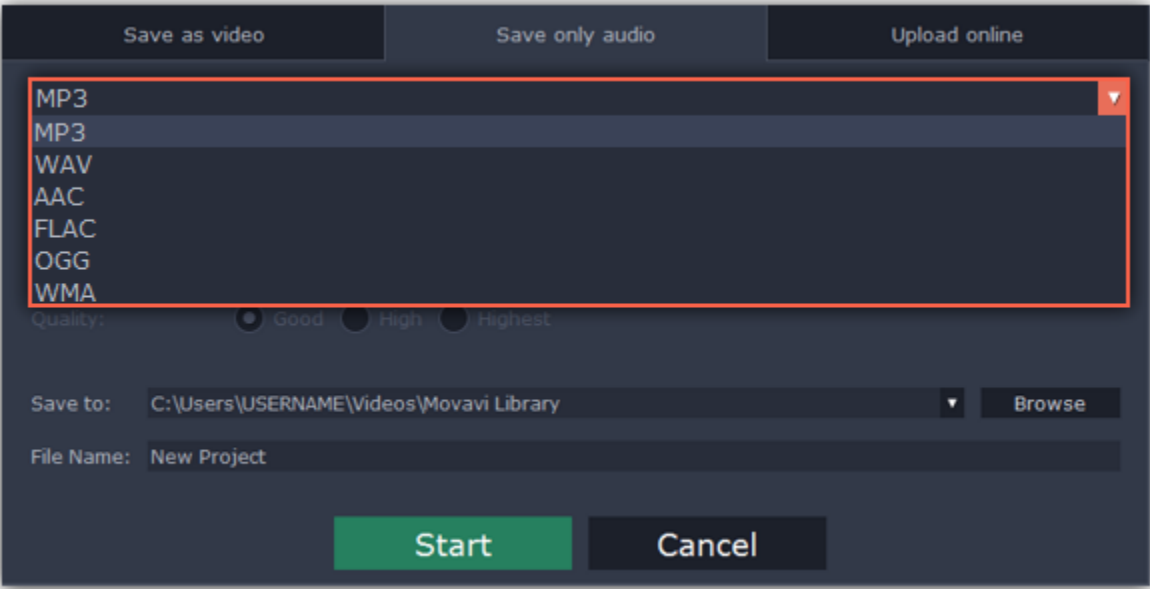 Save as video Save only audio Upload online
MP3
MP3
WAV
AAC
FLAC
OGG
WMA
Quality: Good High Highest
Save to: C:\Users\USERNAME\Videos\Movavi Library Browse
File Name: New Project
Start Cancel